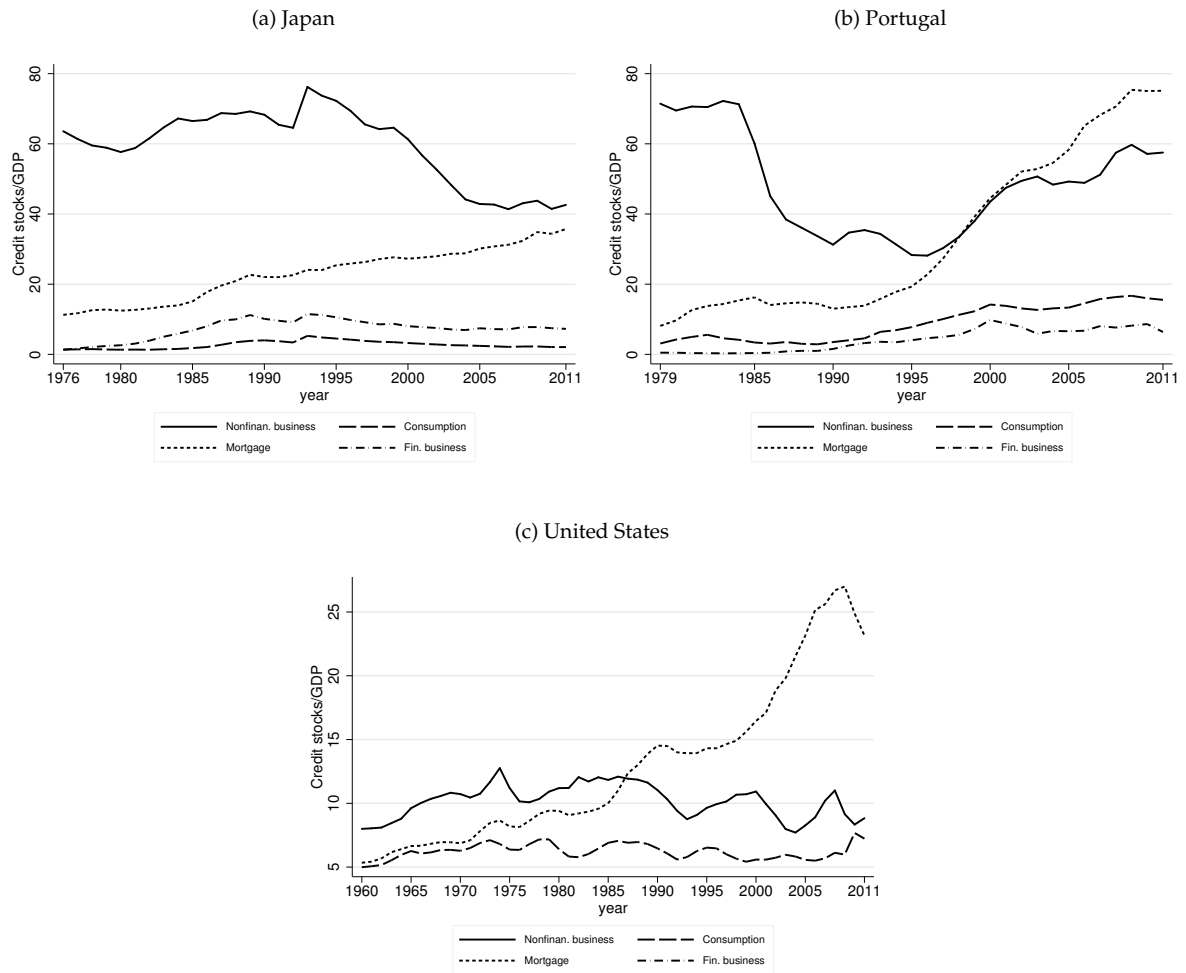 (a) Japan
Credit stocks/GDP
80
60
40
20
0
1976 1980 1985 1990 1995 2000 2005 2011
year
Nonfinan. business Consumption
Mortgage Fin. business
(b) Portugal
Credit stocks/GDP
80
60
40
20
0
1979 1985 1990 1995 2000 2005 2011
year
Nonfinan. business Consumption
Mortgage Fin. business
(c) United States
Credit stocks/GDP
25
20
15
10
5
1960 1965 1970 1975 1980 1985 1990 1995 2000 2005 2011
year
Nonfinan. business Consumption
Mortgage Fin. business